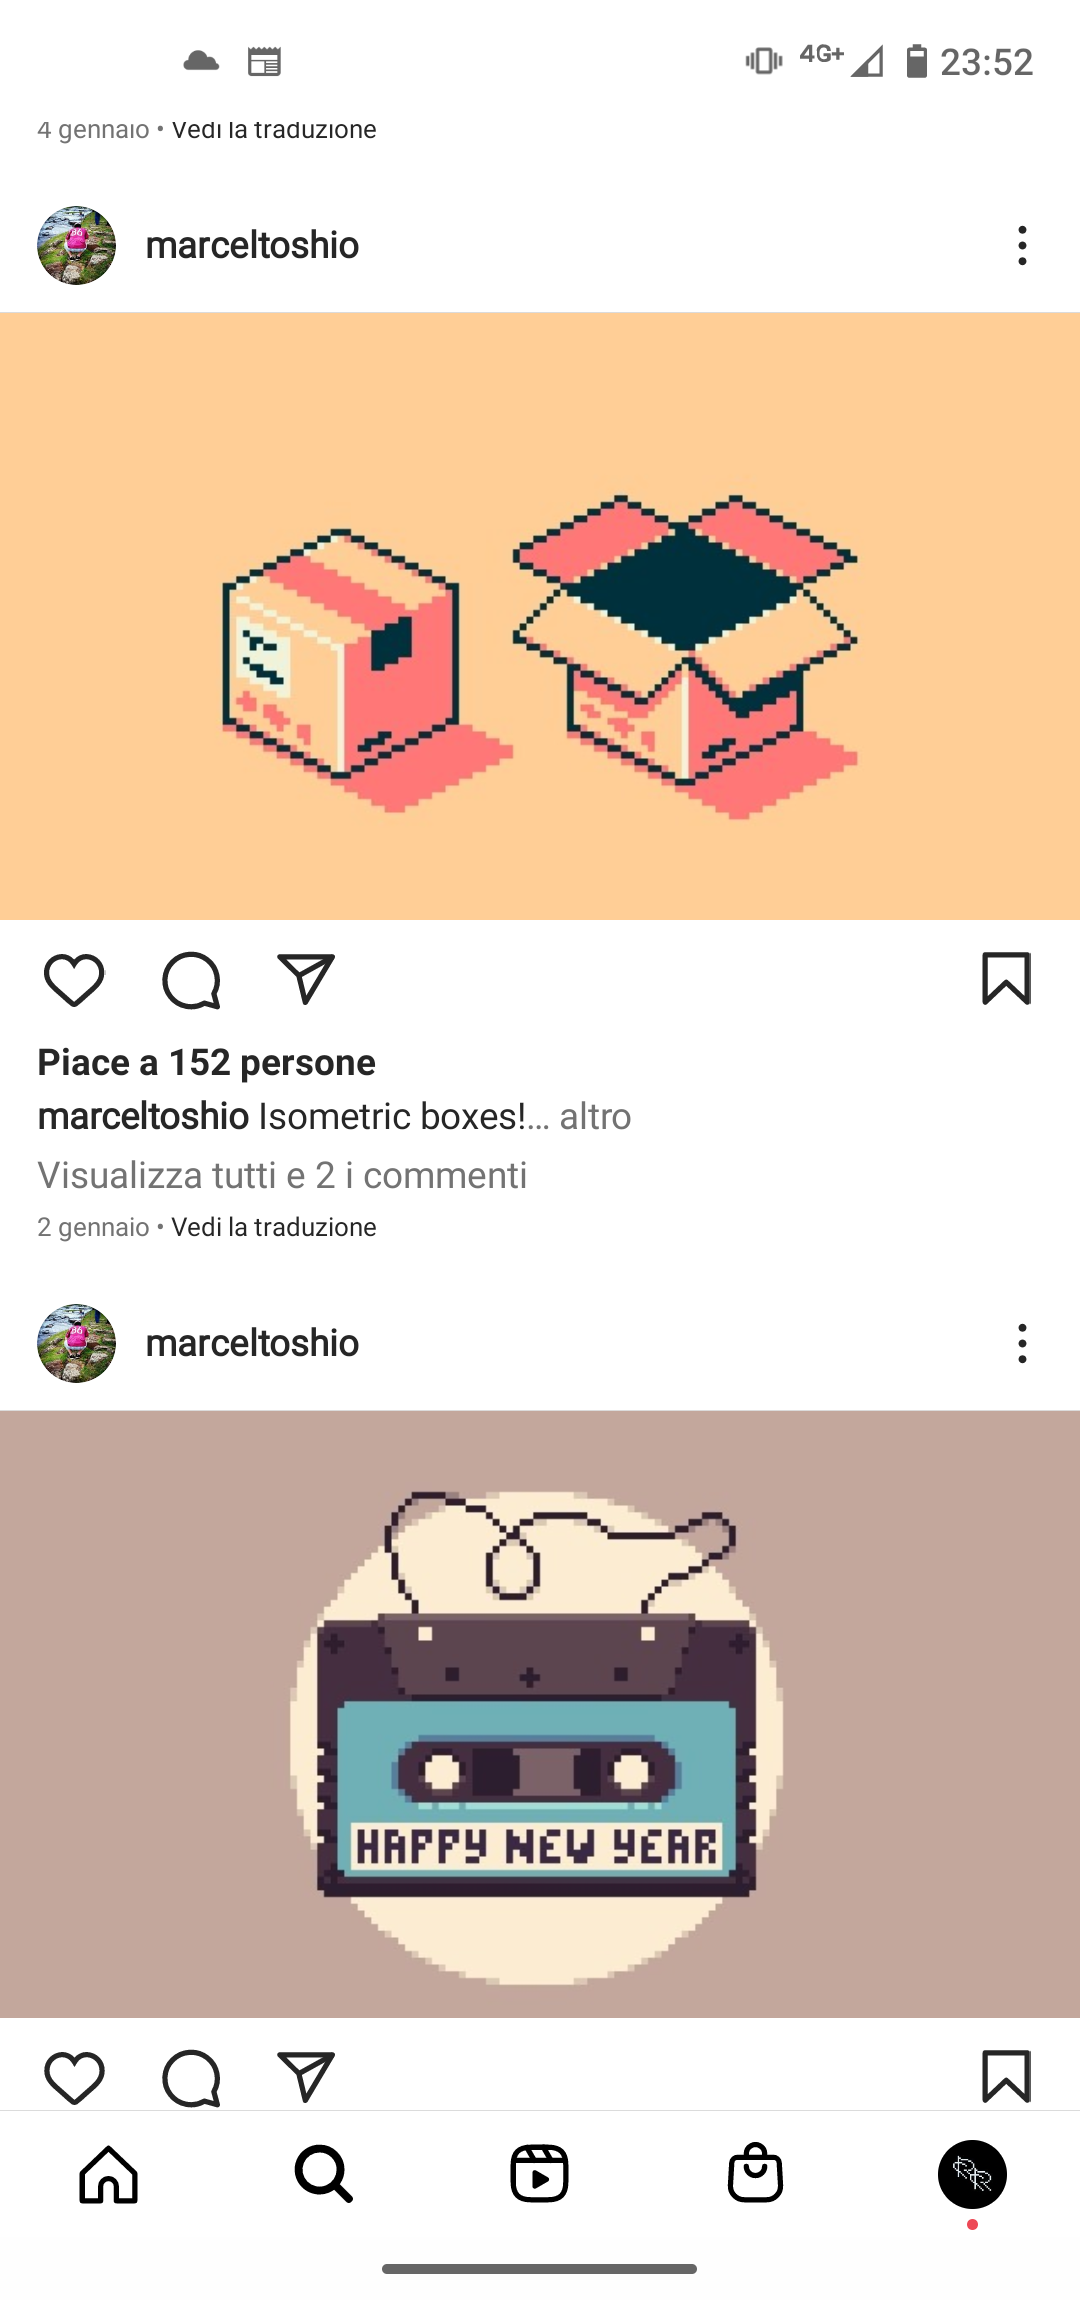 4G+ 23:52
4 gennaio • Vedi la traduzione
marceltoshio
Piace a 152 persone
marceltoshio Isometric boxes!... altro
Visualizza tutti e 2 i commenti
2 gennaio • Vedi la traduzione
marceltoshio
HAPPY NEW YEAR